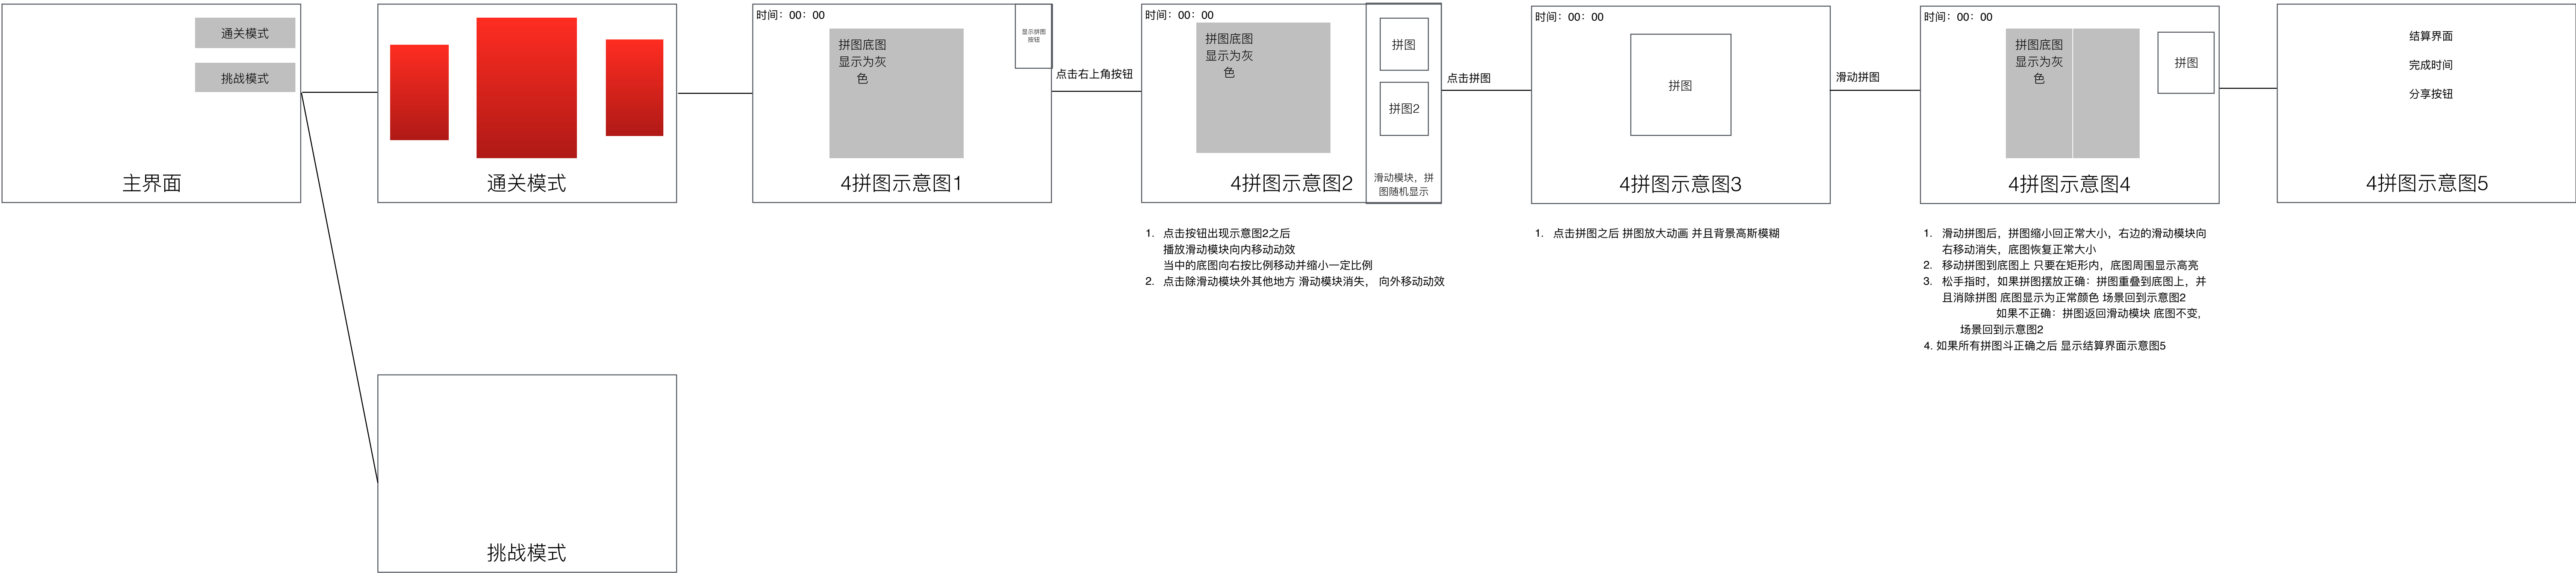 通关模式
挑战模式
主界面
通关模式
时间：00：00
显示拼图
按钮
拼图底图
显示为灰
色
4拼图示意图1
点击右上角按钮
时间：00：00
拼图底图
显示为灰
色
拼图
拼图2
滑动模块，拼
图随机显示
4拼图示意图2
1. 点击按钮出现示意图2之后
播放滑动模块向内移动动效
当中的底图向右按比例移动并缩小一定比例
2. 点击除滑动模块外其他地方 滑动模块消失， 向外移动动效
点击拼图
时间：00：00
拼图
4拼图示意图3
1. 点击拼图之后 拼图放大动画 并且背景高斯模糊
滑动拼图
时间：00：00
拼图底图
显示为灰
色
拼图
4拼图示意图4
1. 滑动拼图后，拼图缩小回正常大小，右边的滑动模块向
右移动消失，底图恢复正常大小
2. 移动拼图到底图上 只要在矩形内，底图周围显示高亮
3. 松手指时，如果拼图摆放正确：拼图重叠到底图上，并
且消除拼图 底图显示为正常颜色 场景回到示意图2
如果不正确：拼图返回滑动模块 底图不变，
场景回到示意图2
4. 如果所有拼图斗正确之后 显示结算界面示意图5
结算界面
完成时间
分享按钮
4拼图示意图5
挑战模式